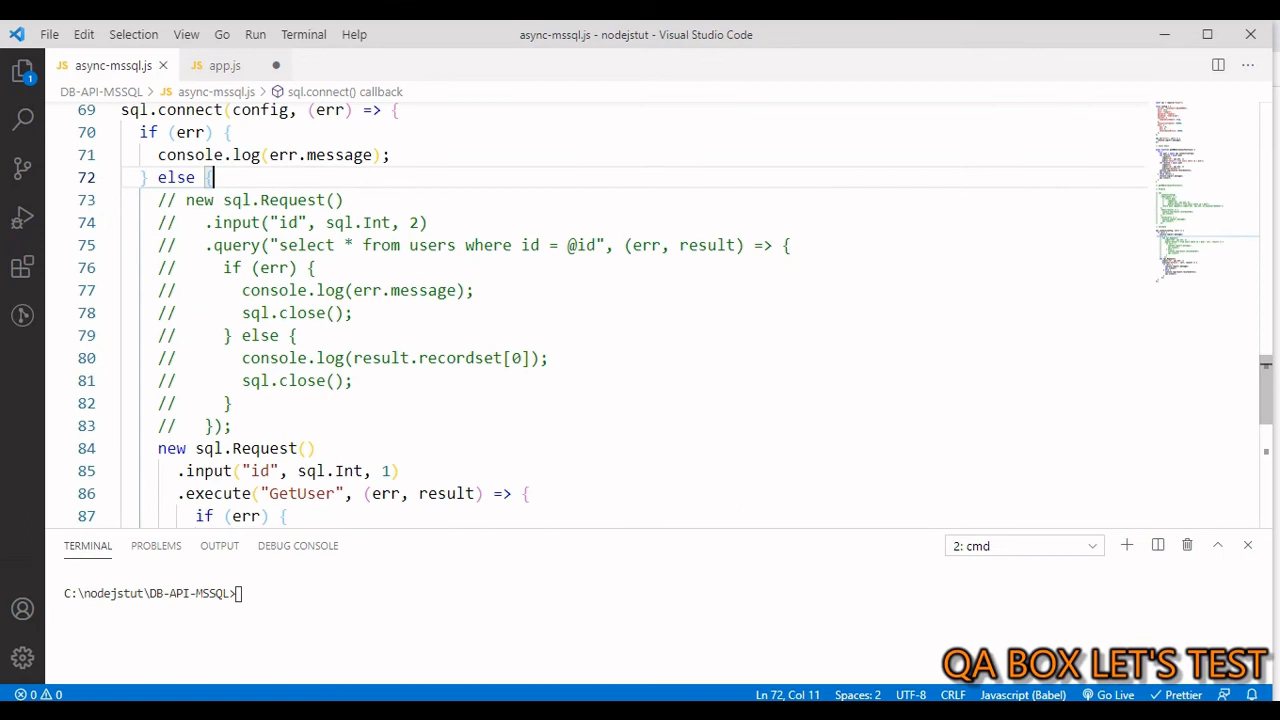 File Edit Selection View Go Run Terminal Help
async-mssql.js - nodejstut - Visual Studio Code
JS async-mssql.js
JS app.js
1
DB-API-MSSQL > JS async-mssql.js > sql.connect() callback
69 sql.connect(config, (err) => {
70 if (err) {
71 console.log(err.message);
72 } else {
73 // new sql.Request()
74 // .input("id", sql.Int, 2)
75 // .query("select * from users where id = @id", (err, result) => {
76 // if (err) {
77 // console.log(err.message);
78 // sql.close();
79 // } else {
80 // console.log(result.recordset[0]);
81 // sql.close();
82 // }
83 // });
84 new sql.Request()
85 .input("id", sql.Int, 1)
86 .execute("GetUser", (err, result) => {
87 if (err) {
TERMINAL PROBLEMS OUTPUT DEBUG CONSOLE
2: cmd
C:\nodejstut\DB-API-MSSQL>
QA BOX LET'S TEST
0 0
Ln 72, Col 11 Spaces: 2 UTF-8 CRLF Javascript (Babel) Go Live Prettier